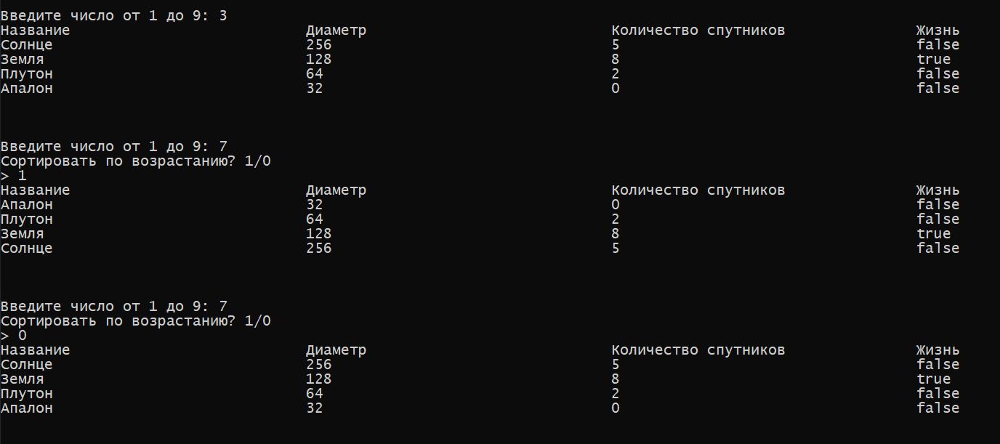 Введите число от 1 до 9: 3
Название Диаметр Количество спутников Жизнь
Солнце 256 5 false
Земля 128 8 true
Плутон 64 2 false
Апалон 32 0 false
Введите число от 1 до 9: 7
Сортировать по возрастанию? 1/0
> 1
Название Диаметр Количество спутников Жизнь
Апалон 32 0 false
Плутон 64 2 false
Земля 128 8 true
Солнце 256 5 false
Введите число от 1 до 9: 7
Сортировать по возрастанию? 1/0
> 0
Название Диаметр Количество спутников Жизнь
Солнце 256 5 false
Земля 128 8 true
Плутон 64 2 false
Апалон 32 0 false